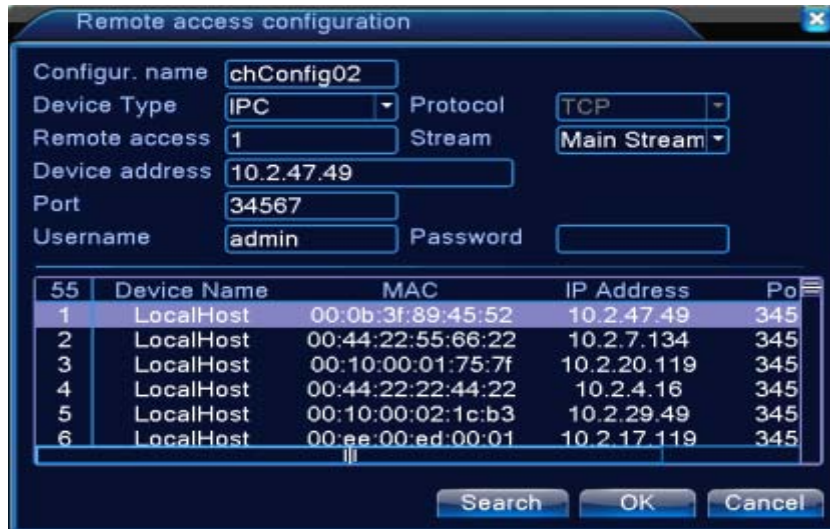 Remote access configuration
Configur. name chConfig02
Device Type IPC Protocol TCP
Remote access 1 Stream Main Stream
Device address 10.2.47.49
Port 34567
Username admin Password
55 Device Name MAC IP Address Po
1 LocalHost 00:0b:3f:89:45:52 10.2.47.49 345
2 LocalHost 00:44:22:55:66:22 10.2.7.134 345
3 LocalHost 00:10:00:01:75:7f 10.2.20.119 345
4 LocalHost 00:44:22:22:44:22 10.2.4.16 345
5 LocalHost 00:10:00:02:1c:b3 10.2.29.49 345
6 LocalHost 00:ee:00:ed:00:01 10.2.17.119 345
Search OK Cancel